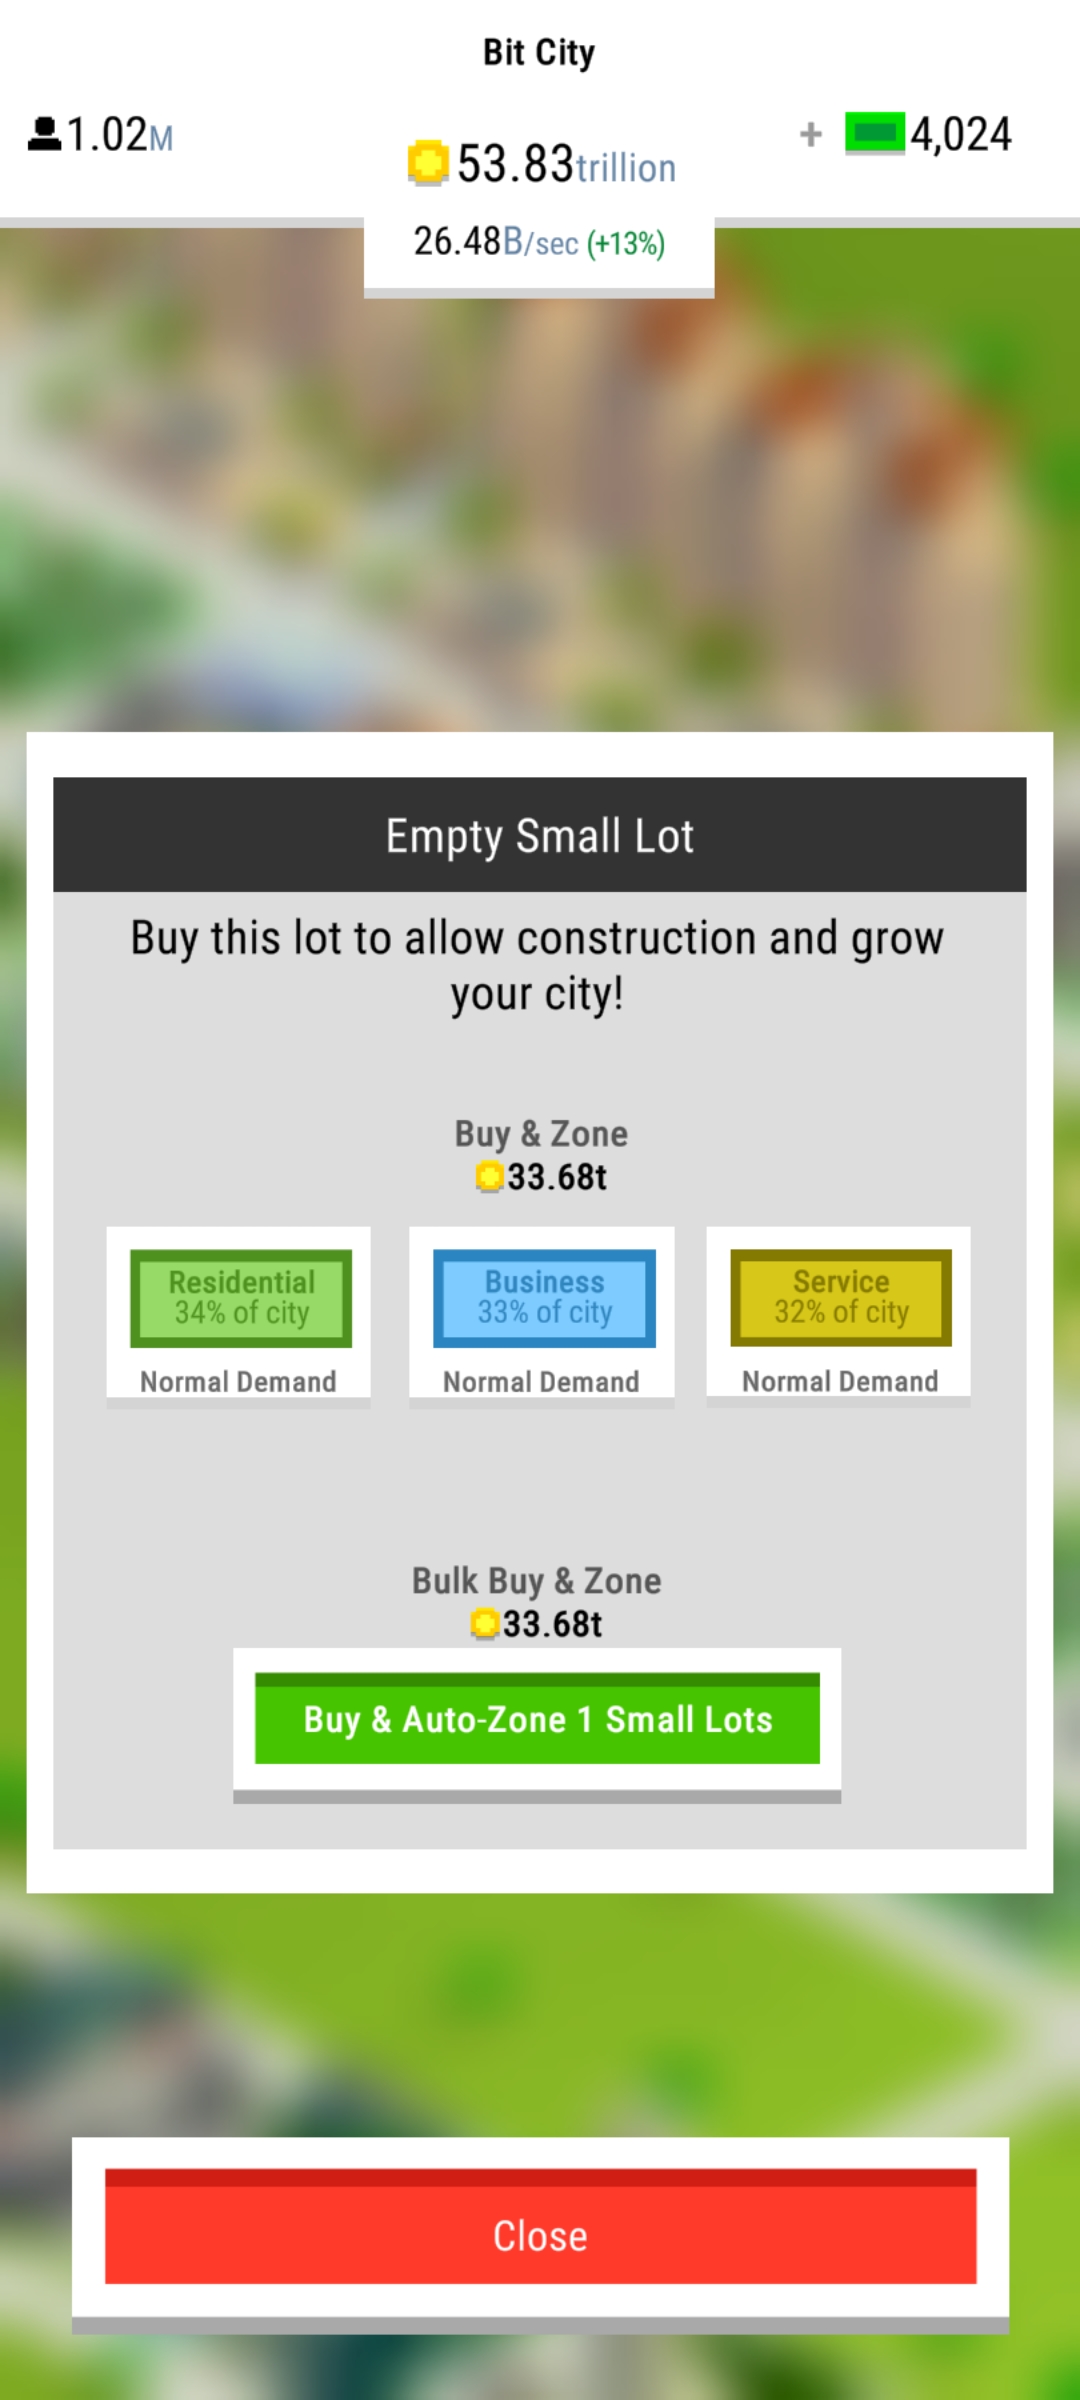 Bit City
1.02M
53.83trillion
+ 4,024
26.48B/sec (+13%)
Empty Small Lot
Buy this lot to allow construction and grow
your city!
Buy & Zone
33.68t
Residential
34% of city
Normal Demand
Business
33% of city
Normal Demand
Service
32% of city
Normal Demand
Bulk Buy & Zone
33.68t
Buy & Auto-Zone 1 Small Lots
Close